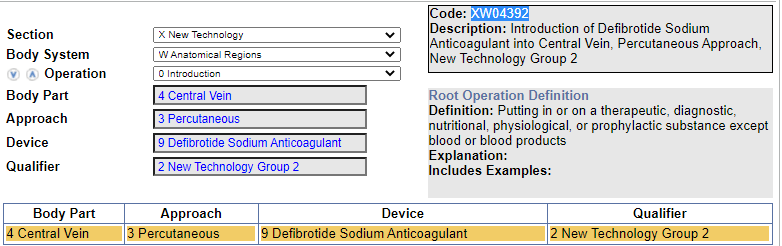 Section X New Technology
Body System W Anatomical Regions
Operation 0 Introduction
Body Part 4 Central Vein
Approach 3 Percutaneous
Device 9 Defibrotide Sodium Anticoagulant
Qualifier 2 New Technology Group 2
Code: XW04392
Description: Introduction of Defibrotide Sodium
Anticoagulant into Central Vein, Percutaneous Approach,
New Technology Group 2
Root Operation Definition
Definition: Putting in or on a therapeutic, diagnostic,
nutritional, physiological, or prophylactic substance except
blood or blood products
Explanation:
Includes Examples:
Body Part Approach Device Qualifier
4 Central Vein 3 Percutaneous 9 Defibrotide Sodium Anticoagulant 2 New Technology Group 2